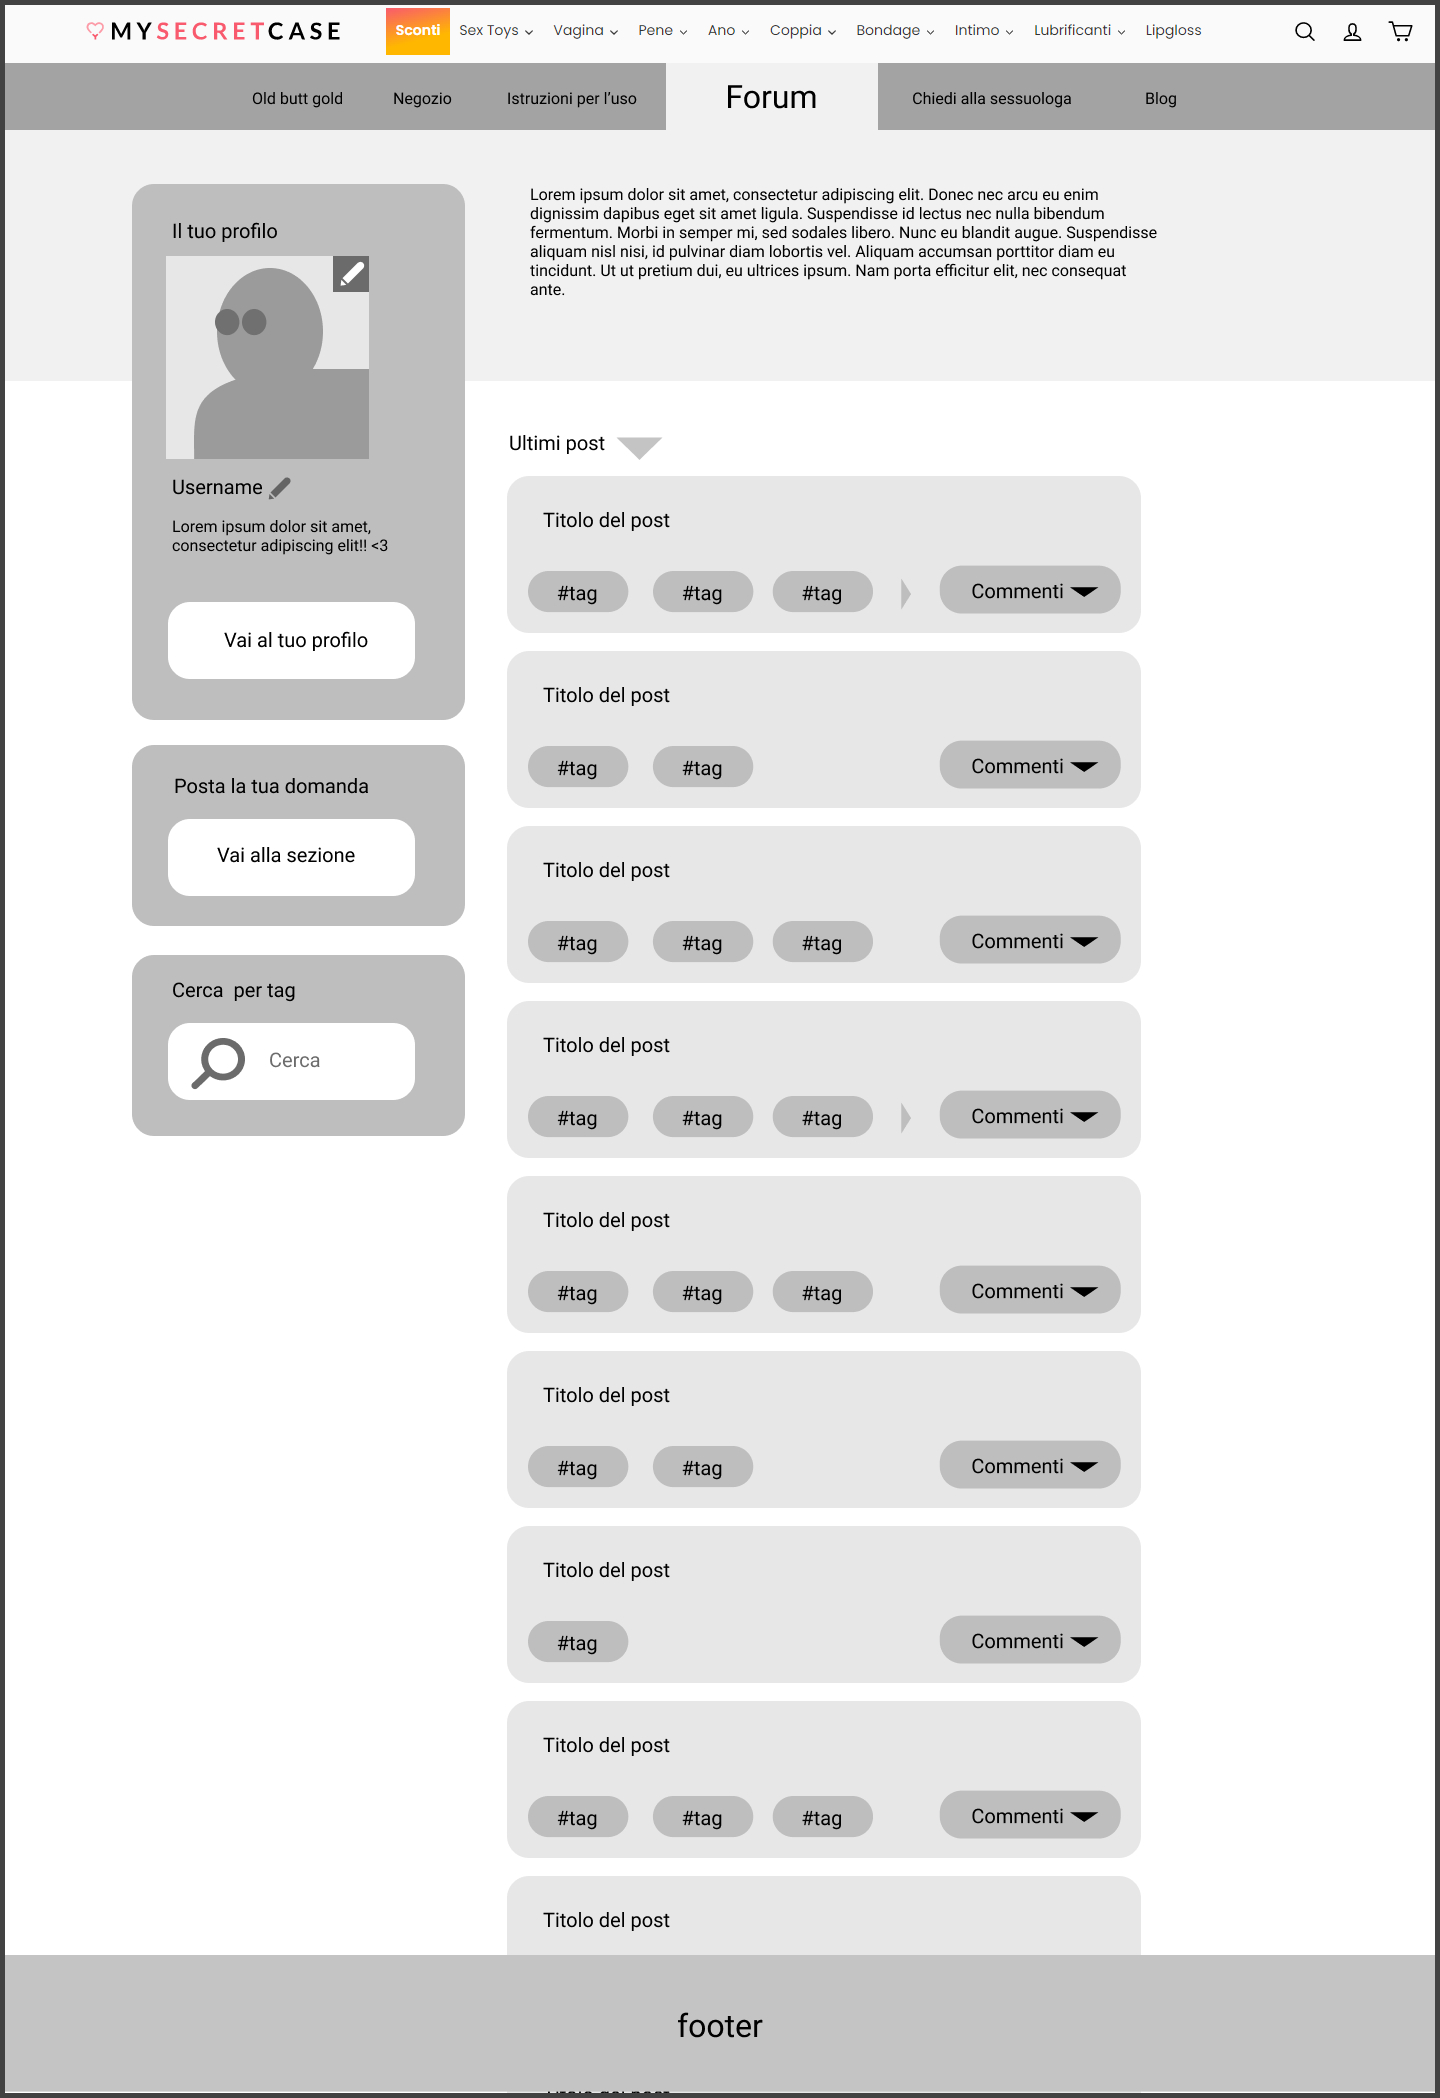 MYSECRETCASE
Sconti Sex Toys Vagina Pene Ano Coppia Bondage Intimo Lubrificanti Lipgloss
Old butt gold Negozio Istruzioni per l'uso Forum Chiedi alla sessuologa Blog
Il tuo profilo
Username
Lorem ipsum dolor sit amet,
consectetur adipiscing elit!! <3
Vai al tuo profilo
Posta la tua domanda
Vai alla sezione
Cerca  per tag
Cerca
Lorem ipsum dolor sit amet, consectetur adipiscing elit. Donec nec arcu eu enim
dignissim dapibus eget sit amet ligula. Suspendisse id lectus nec nulla bibendum
fermentum. Morbi in semper mi, sed sodales libero. Nunc eu blandit augue. Suspendisse
aliquam nisl nisi, id pulvinar diam lobortis vel. Aliquam accumsan porttitor diam eu
tincidunt. Ut ut pretium dui, eu ultrices ipsum. Nam porta efficitur elit, nec consequat
ante.
Ultimi post
Titolo del post
#tag #tag #tag Commenti
Titolo del post
#tag #tag Commenti
Titolo del post
#tag #tag #tag Commenti
Titolo del post
#tag #tag #tag Commenti
Titolo del post
#tag #tag #tag Commenti
Titolo del post
#tag #tag Commenti
Titolo del post
#tag Commenti
Titolo del post
#tag #tag #tag Commenti
Titolo del post
footer